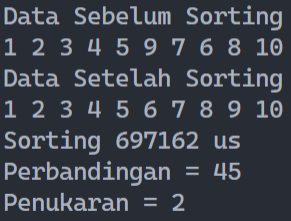 Data Sebelum Sorting
1 2 3 4 5 9 7 6 8 10
Data Setelah Sorting
1 2 3 4 5 6 7 8 9 10
Sorting 697162 us
Perbandingan = 45
Penukaran = 2